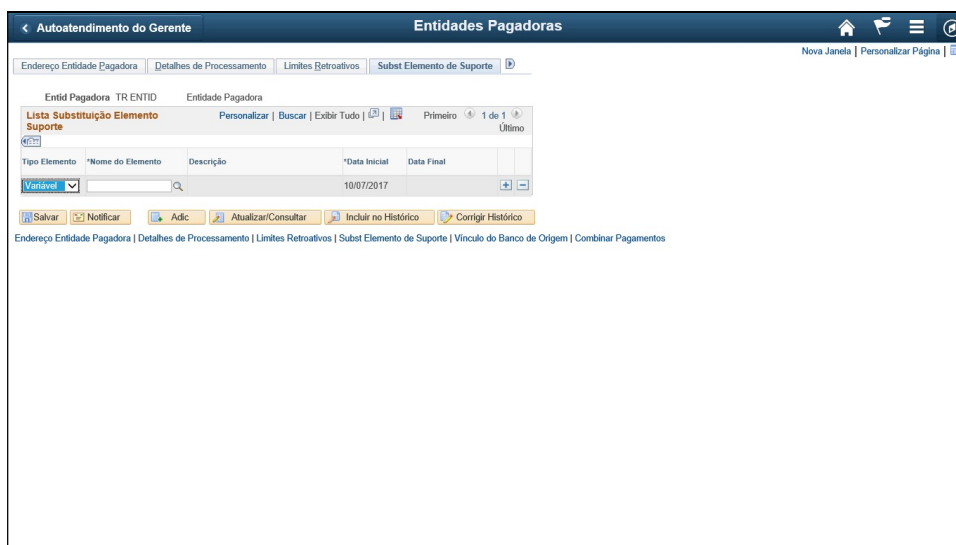 Autoatendimento do Gerente
Entidades Pagadoras
Nova Janela | Personalizar Página |
Endereço Entidade Pagadora
Detalhes de Processamento
Limites Retroativos
Subst Elemento de Suporte
Entid Pagadora TR ENTID Entidade Pagadora
Lista Substituição Elemento Suporte
Personalizar | Buscar | Exibir Tudo | | Primeiro 1 de 1 Último
Tipo Elemento *Nome do Elemento Descrição *Data Inicial Data Final
Variável 10/07/2017
Salvar Notificar Adic Atualizar/Consultar Incluir no Histórico Corrigir Histórico
Endereço Entidade Pagadora | Detalhes de Processamento | Limites Retroativos | Subst Elemento de Suporte | Vínculo do Banco de Origem | Combinar Pagamentos